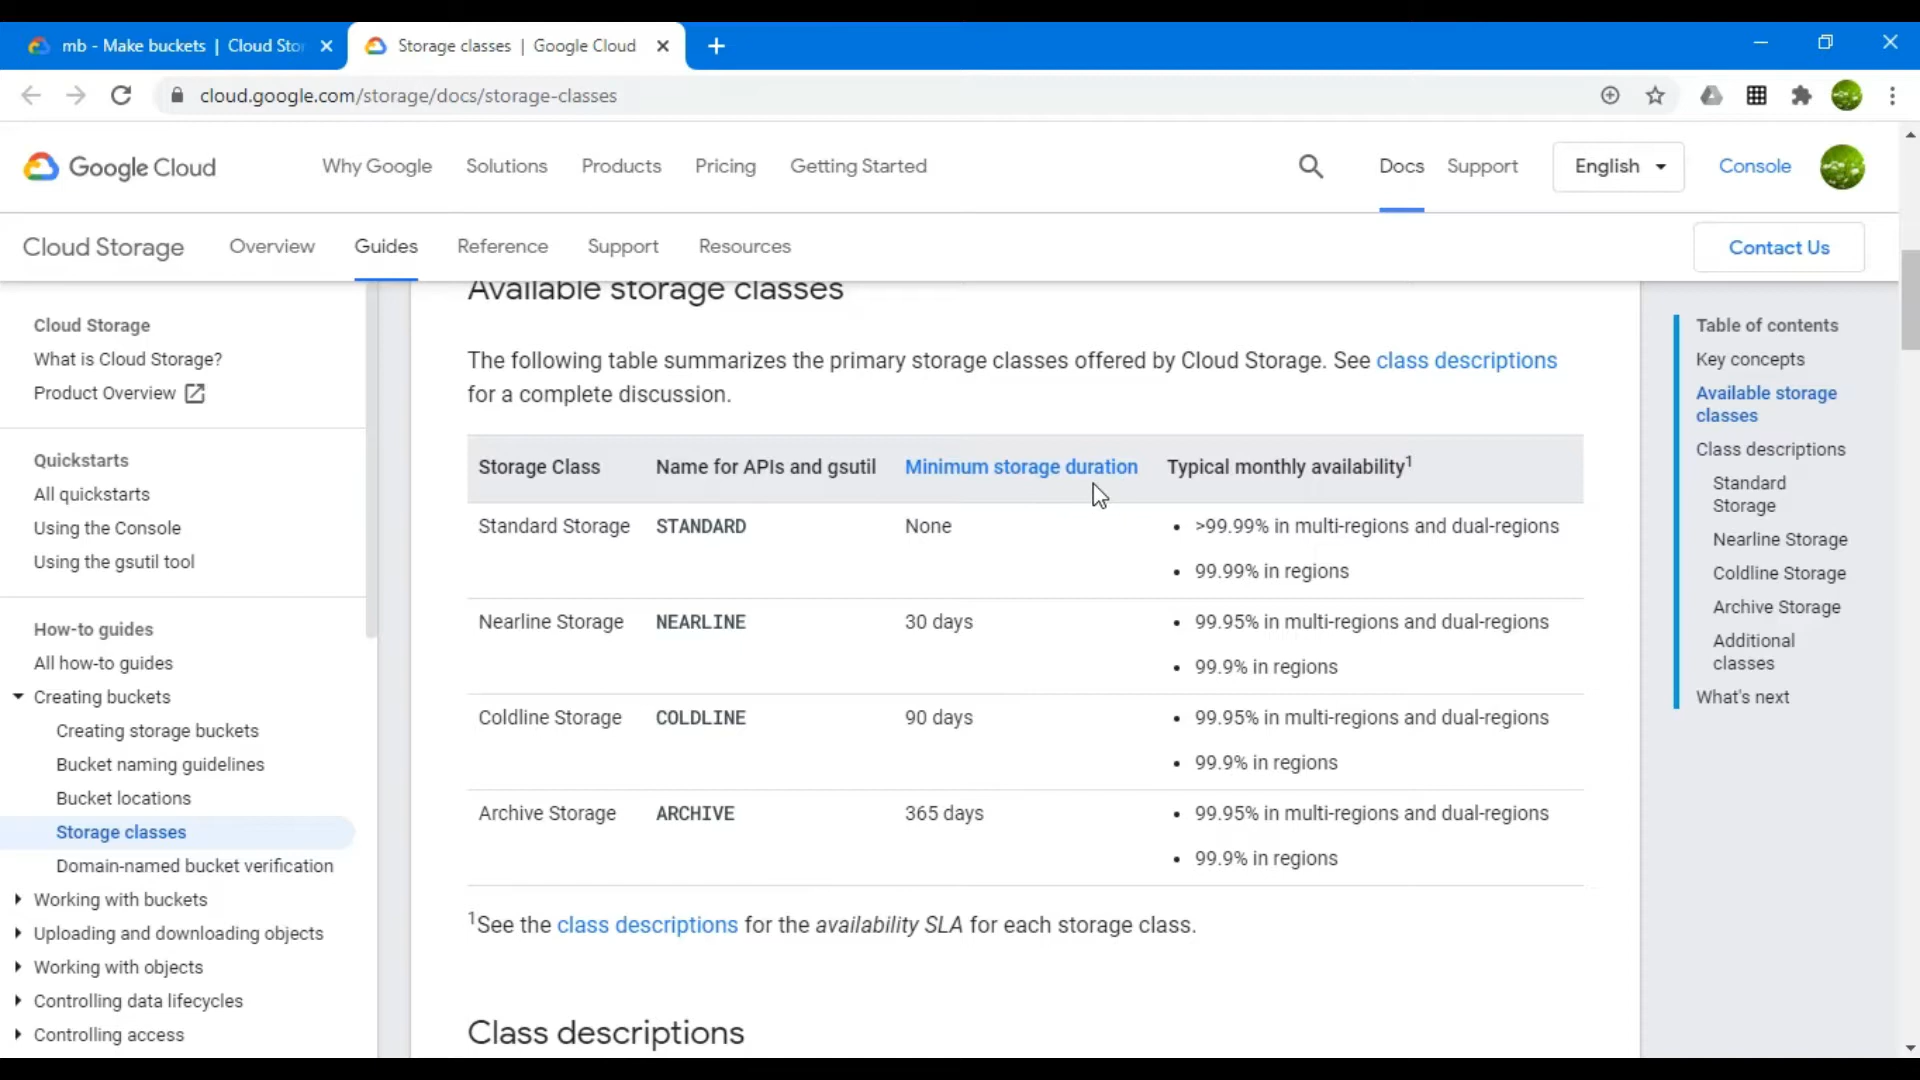 mb - Make buckets | Cloud Stor
Storage classes | Google Cloud
cloud.google.com/storage/docs/storage-classes
Google Cloud
Why Google
Solutions
Products
Pricing
Getting Started
Docs
Support
English
Console
Cloud Storage
Overview
Guides
Reference
Support
Resources
Contact Us
Cloud Storage
What is Cloud Storage?
Product Overview
Quickstarts
All quickstarts
Using the Console
Using the gsutil tool
How-to guides
All how-to guides
Creating buckets
Creating storage buckets
Bucket naming guidelines
Bucket locations
Storage classes
Domain-named bucket verification
Working with buckets
Uploading and downloading objects
Working with objects
Controlling data lifecycles
Controlling access
Available storage classes
The following table summarizes the primary storage classes offered by Cloud Storage. See class descriptions
for a complete discussion.
Storage Class Name for APIs and gsutil Minimum storage duration Typical monthly availability1
Standard Storage STANDARD None • >99.99% in multi-regions and dual-regions
• 99.99% in regions
Nearline Storage NEARLINE 30 days • 99.95% in multi-regions and dual-regions
• 99.9% in regions
Coldline Storage COLDLINE 90 days • 99.95% in multi-regions and dual-regions
• 99.9% in regions
Archive Storage ARCHIVE 365 days • 99.95% in multi-regions and dual-regions
• 99.9% in regions
1See the class descriptions for the availability SLA for each storage class.
Class descriptions
Table of contents
Key concepts
Available storage
classes
Class descriptions
Standard
Storage
Nearline Storage
Coldline Storage
Archive Storage
Additional
classes
What's next